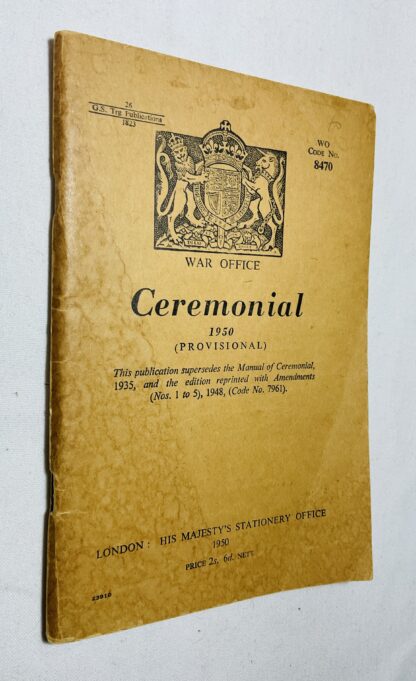 26
G.S. Trg Publications
1823
WO
CODE NO.
8470
WAR OFFICE
Ceremonial
1950
(PROVISIONAL)
This publication supersedes the Manual of Ceremonial,
1935, and the edition reprinted with Amendments
(Nos. 1 to 5), 1948, (Code No. 7961).
LONDON : HIS MAJESTY'S STATIONERY OFFICE
1950
PRICE 2s. 6d. NETT.
23916